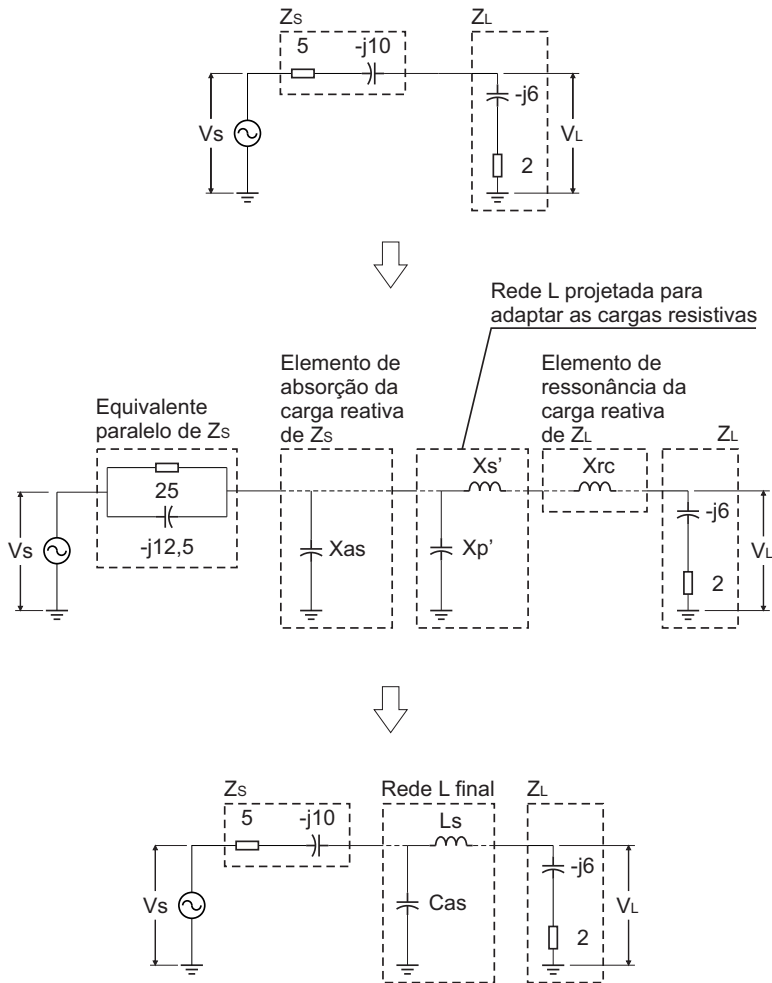 Zs
ZL
5
-j10
-j6
Vs
VL
2
Rede L projetada para
adaptar as cargas resistivas
Elemento de
absorção da
carga reativa
de Zs
Elemento de
ressonância da
carga reativa
de ZL
Equivalente
paralelo de Zs
ZL
Xs'
Xrc
25
-j6
-j12,5
Vs
Xas
Xp'
VL
2
Zs
Rede L final
ZL
5
-j10
Ls
-j6
Vs
Cas
VL
2